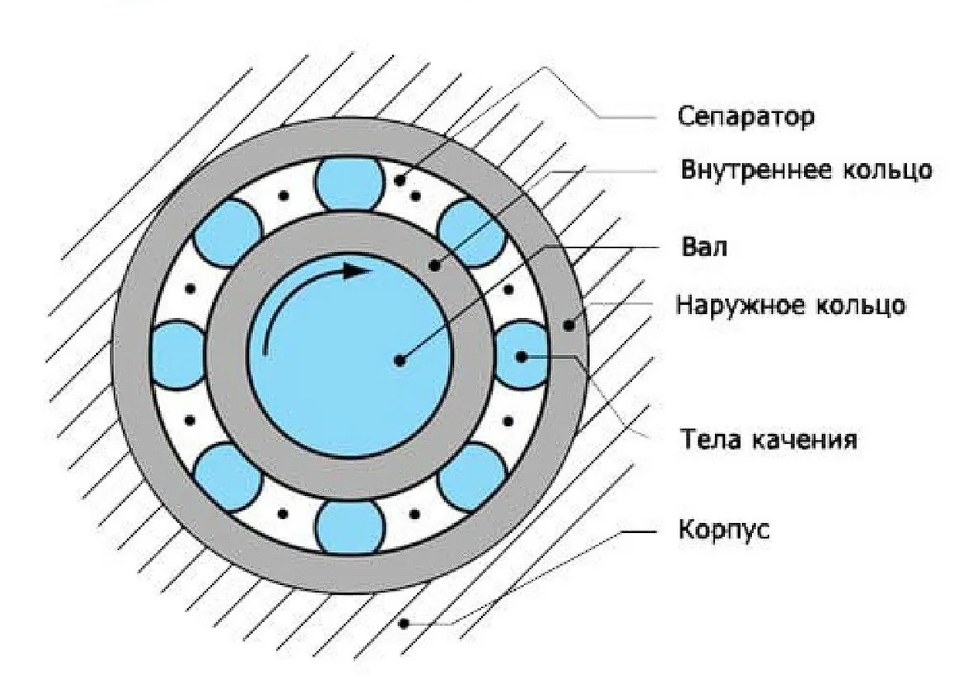 Сепаратор
Внутреннее кольцо
Вал
Наружное кольцо
Тела качения
Корпус